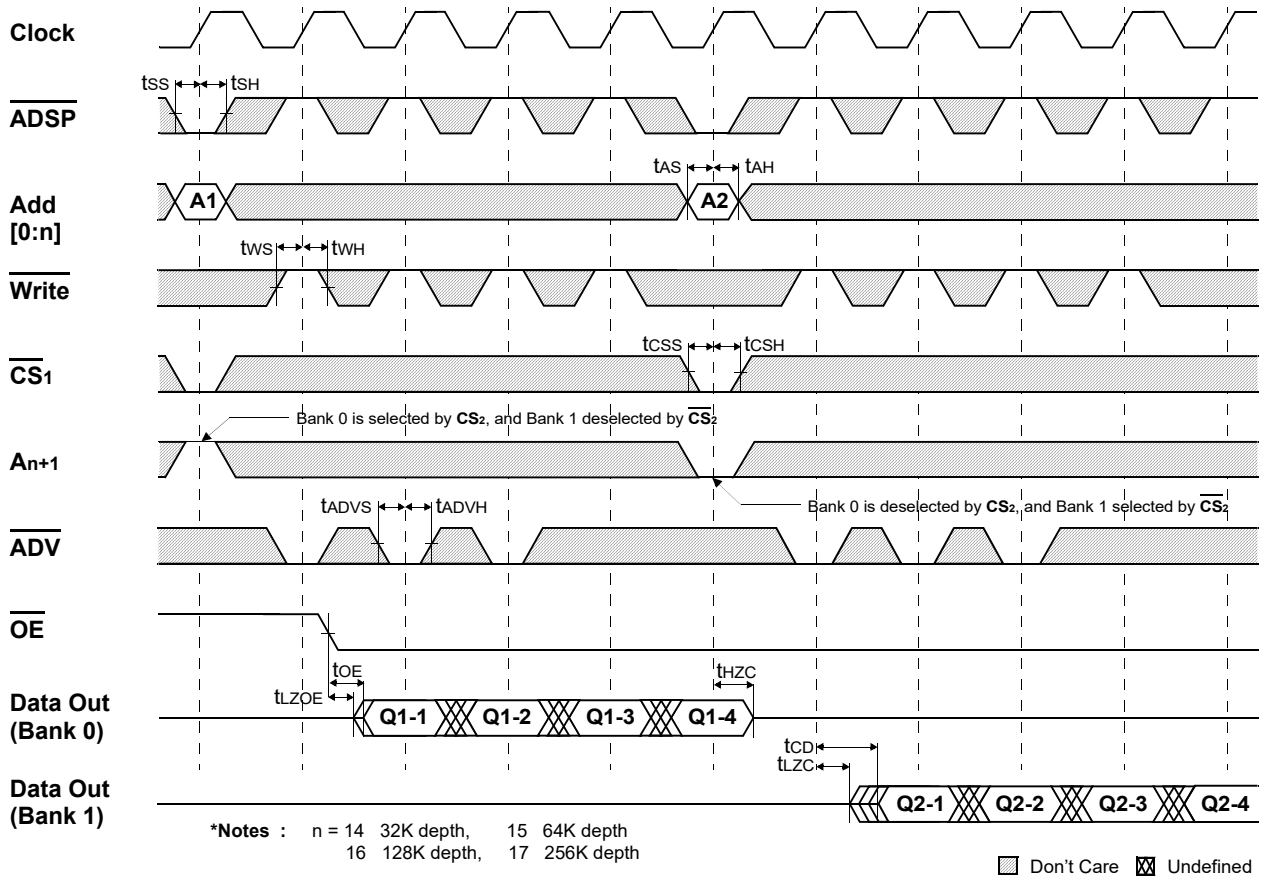 Clock
tSS tSH
ADSP
tAS tAH
Add
[0:n]
A1
A2
tWS tWH
Write
tCSS tCSH
CS1
Bank 0 is selected by CS2, and Bank 1 deselected by CS2
An+1
Bank 0 is deselected by CS2, and Bank 1 selected by CS2
tADVS tADVH
ADV
OE
tOE
tLZOE
tHZC
Data Out
(Bank 0)
Q1-1 Q1-2 Q1-3 Q1-4
tCD
tLZC
Data Out
(Bank 1)
Q2-1 Q2-2 Q2-3 Q2-4
*Notes : n = 14 32K depth, 15 64K depth
16 128K depth, 17 256K depth
Don't Care Undefined